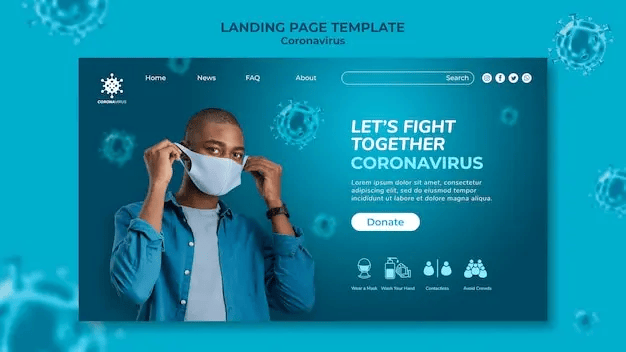 LANDING PAGE TEMPLATE
Coronavirus
CORONAVIRUS
Home News FAQ About Search
LET'S FIGHT
TOGETHER
CORONAVIRUS
Lorem ipsum dolor sit amet, consectetur
adipiscing elit, sed do eiusmod tempor
incididunt ut labore et dolore magna aliqua.
Donate
Wear a Mask Wash Your Hand Contactless Avoid Crowds